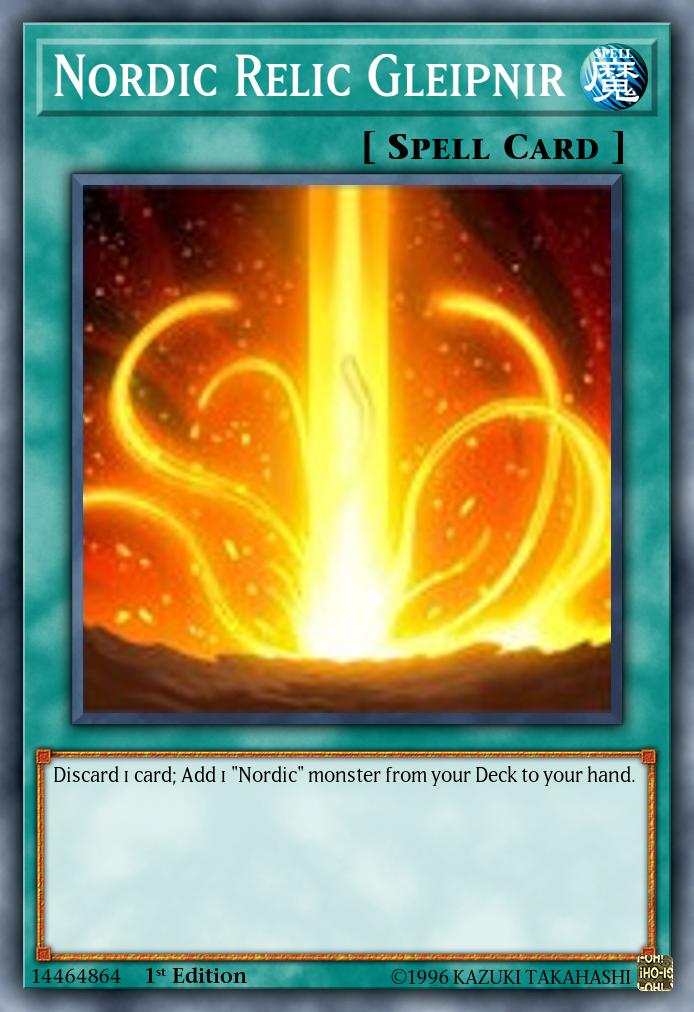 Nordic Relic Gleipnir
SPELL
魔
[ Spell Card ]
Discard 1 card; Add 1 "Nordic" monster from your Deck to your hand.
14464864 1st Edition ©1996 KAZUKI TAKAHASHI